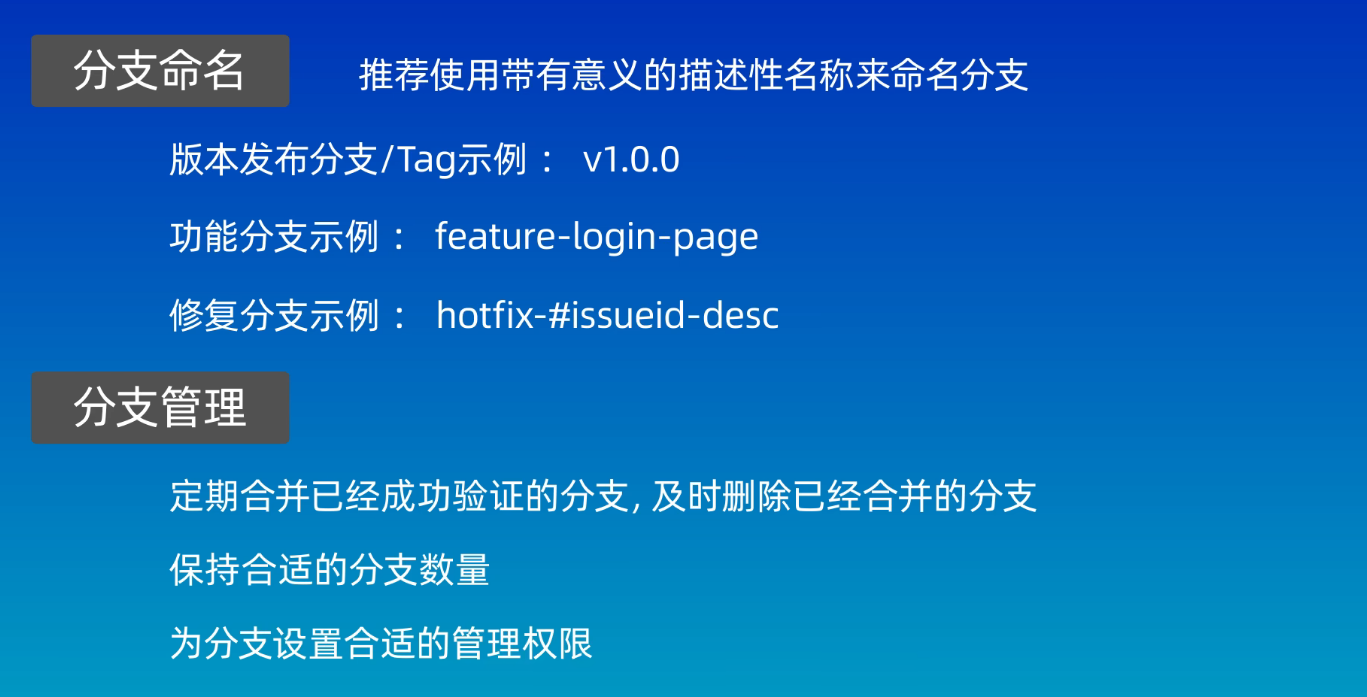 分支命名 推荐使用带有意义的描述性名称来命名分支
版本发布分支/Tag示例： v1.0.0
功能分支示例： feature-login-page
修复分支示例： hotfix-#issueid-desc
分支管理
定期合并已经成功验证的分支, 及时删除已经合并的分支
保持合适的分支数量
为分支设置合适的管理权限